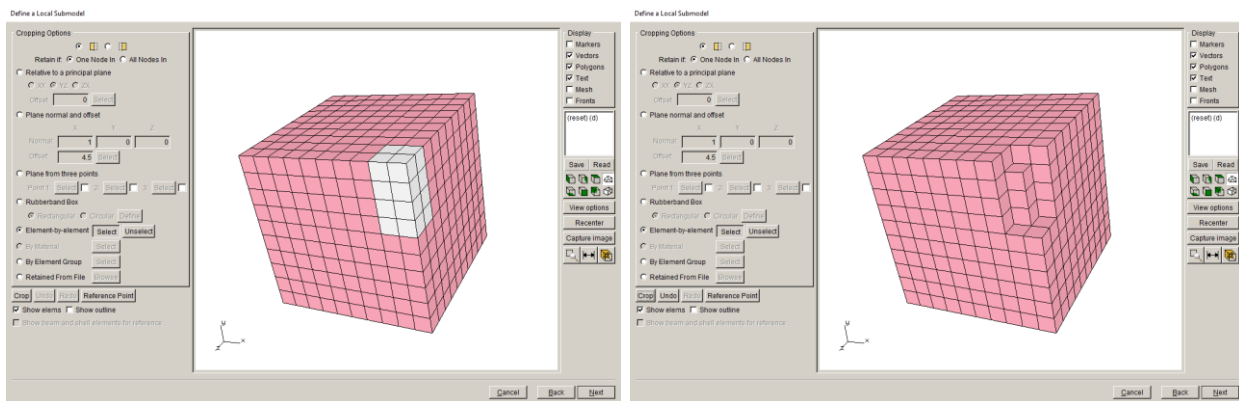 Define a Local Submodel
Cropping Options
Retain if: One Node In All Nodes In
Relative to a principal plane
XY YZ ZX
Offset 0 Select
Plane normal and offset
X Y Z
Normal 1 0 0
Offset 4.5 Select
Plane from three points
Point 1: Select 2: Select 3: Select
Rubberband Box
Rectangular Circular Define
Element-by-element Select Unselect
By Material Select
By Element Group Select
Retained From File Browse
Crop Undo Redo Reference Point
Show elems Show outline
Show beam and shell elements for reference
y
x
z
Display
Markers
Vectors
Polygons
Text
Mesh
Fronts
(reset) (d)
Save Read
View options
Recenter
Capture image
Cancel Back Next
Define a Local Submodel
Cropping Options
Retain if: One Node In All Nodes In
Relative to a principal plane
XY YZ ZX
Offset 0 Select
Plane normal and offset
X Y Z
Normal 1 0 0
Offset 4.5 Select
Plane from three points
Point 1: Select 2: Select 3: Select
Rubberband Box
Rectangular Circular Define
Element-by-element Select Unselect
By Material Select
By Element Group Select
Retained From File Browse
Crop Undo Redo Reference Point
Show elems Show outline
Show beam and shell elements for reference
y
x
z
Display
Markers
Vectors
Polygons
Text
Mesh
Fronts
(reset) (d)
Save Read
View options
Recenter
Capture image
Cancel Back Next